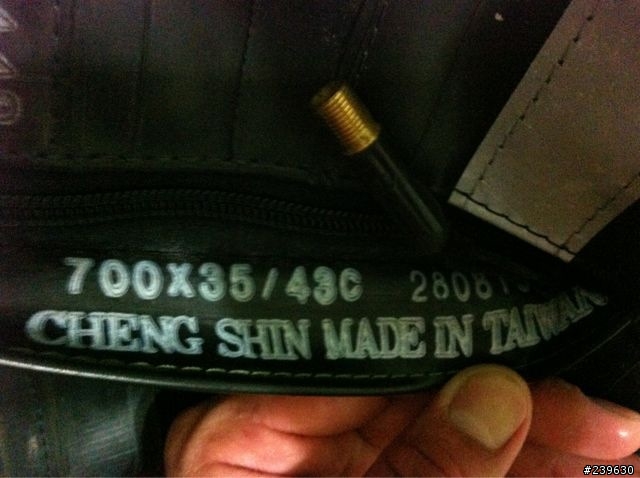 700X35/43C
CHENG SHIN MADE IN TAIWAN
#239630